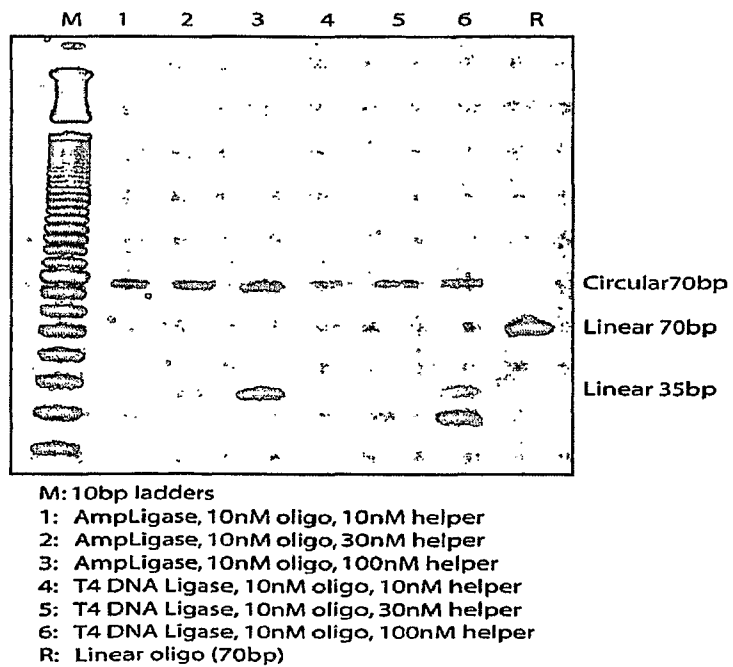 M 1 2 3 4 5 6 R
Circular70bp
Linear 70bp
Linear 35bp
M: 10bp ladders
1: AmpLigase, 10nM oligo, 10nM helper
2: AmpLigase, 10nM oligo, 30nM helper
3: AmpLigase, 10nM oligo, 100nM helper
4: T4 DNA Ligase, 10nM oligo, 10nM helper
5: T4 DNA Ligase, 10nM oligo, 30nM helper
6: T4 DNA Ligase, 10nM oligo, 100nM helper
R: Linear oligo (70bp)